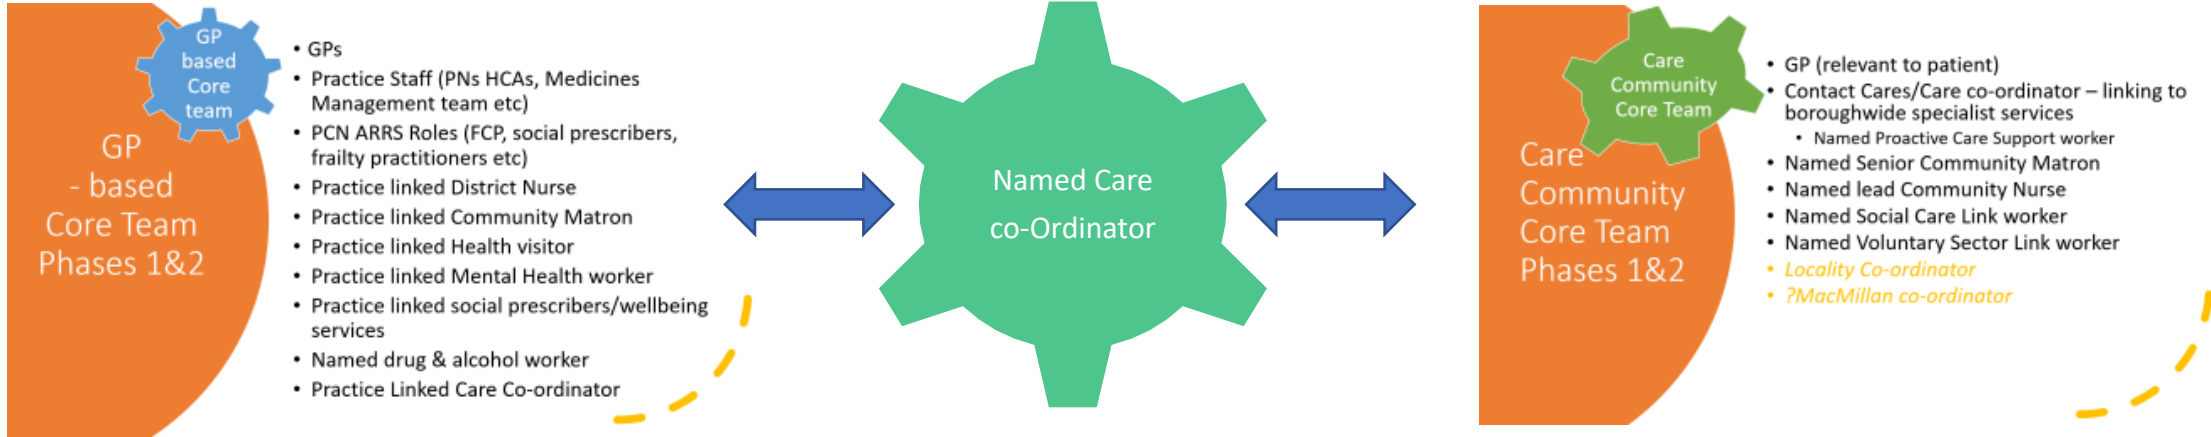 GP
based
Core
team
GP
- based
Core Team
Phases 1&2
• GPs
• Practice Staff (PNs HCAs, Medicines
Management team etc)
• PCN ARRS Roles (FCP, social prescribers,
frailty practitioners etc)
• Practice linked District Nurse
• Practice linked Community Matron
• Practice linked Health visitor
• Practice linked Mental Health worker
• Practice linked social prescribers/wellbeing
services
• Named drug & alcohol worker
• Practice Linked Care Co-ordinator
Named Care
co-Ordinator
Care
Community
Core Team
Care
Community
Core Team
Phases 1&2
• GP (relevant to patient)
• Contact Cares/Care co-ordinator – linking to
boroughwide specialist services
• Named Proactive Care Support worker
• Named Senior Community Matron
• Named lead Community Nurse
• Named Social Care Link worker
• Named Voluntary Sector Link worker
• Locality Co-ordinator
• ?MacMillan co-ordinator